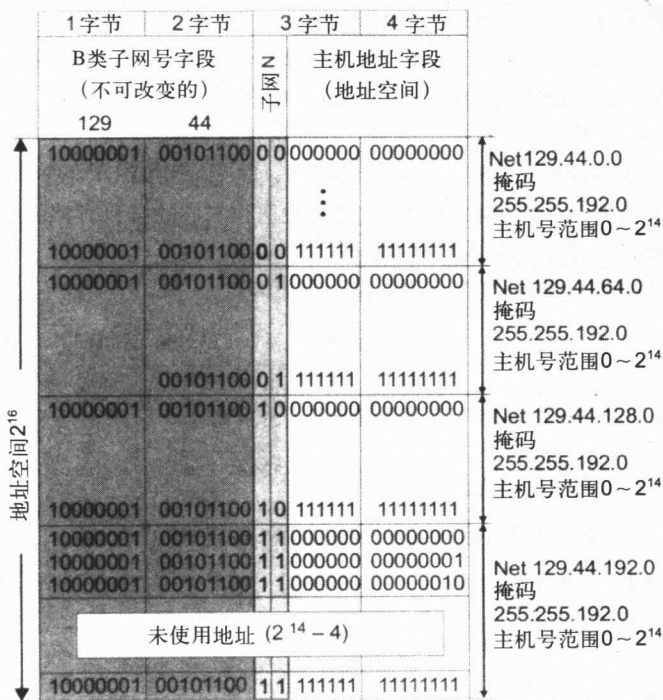 1字节 2字节 3字节 4字节
B类子网号字段
(不可改变的)
129 44
子网N
主机地址字段
(地址空间)
地址空间2¹⁶
10000001 00101100 0 0 000000 00000000
⋮
10000001 00101100 0 0 111111 11111111
Net129.44.0.0
掩码
255.255.192.0
主机号范围0~2¹⁴
10000001 00101100 0 1 000000 00000000
00101100 0 1 111111 11111111
Net 129.44.64.0
掩码
255.255.192.0
主机号范围0~2¹⁴
10000001 00101100 1 0 000000 00000000
10000001 00101100 1 0 111111 11111111
Net 129.44.128.0
掩码
255.255.192.0
主机号范围0~2¹⁴
10000001 00101100 1 1 000000 00000000
10000001 00101100 1 1 000000 00000001
10000001 00101100 1 1 000000 00000010
未使用地址 (2¹⁴−4)
10000001 00101100 1 1 111111 11111111
Net 129.44.192.0
掩码
255.255.192.0
主机号范围0~2¹⁴